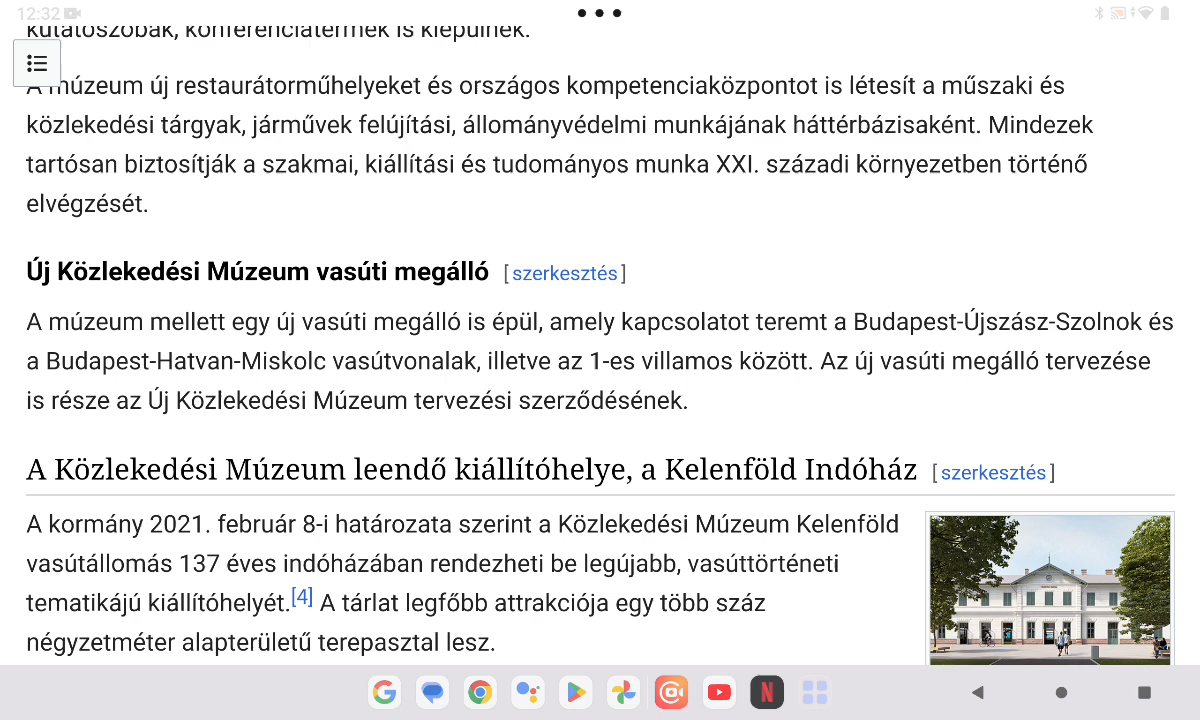 12:32
kutatószobák, konferenciatermek is kiépülnek.
A múzeum új restaurátorműhelyeket és országos kompetenciaközpontot is létesít a műszaki és
közlekedési tárgyak, járművek felújítási, állományvédelmi munkájának háttérbázisaként. Mindezek
tartósan biztosítják a szakmai, kiállítási és tudományos munka XXI. századi környezetben történő
elvégzését.
Új Közlekedési Múzeum vasúti megálló [szerkesztés]
A múzeum mellett egy új vasúti megálló is épül, amely kapcsolatot teremt a Budapest-Újszász-Szolnok és
a Budapest-Hatvan-Miskolc vasútvonalak, illetve az 1-es villamos között. Az új vasúti megálló tervezése
is része az Új Közlekedési Múzeum tervezési szerződésének.
A Közlekedési Múzeum leendő kiállítóhelye, a Kelenföld Indóház [szerkesztés]
A kormány 2021. február 8-i határozata szerint a Közlekedési Múzeum Kelenföld
vasútállomás 137 éves indóházában rendezheti be legújabb, vasúttörténeti
tematikájú kiállítóhelyét.[4] A tárlat legfőbb attrakciója egy több száz
négyzetméter alapterületű terepasztal lesz.